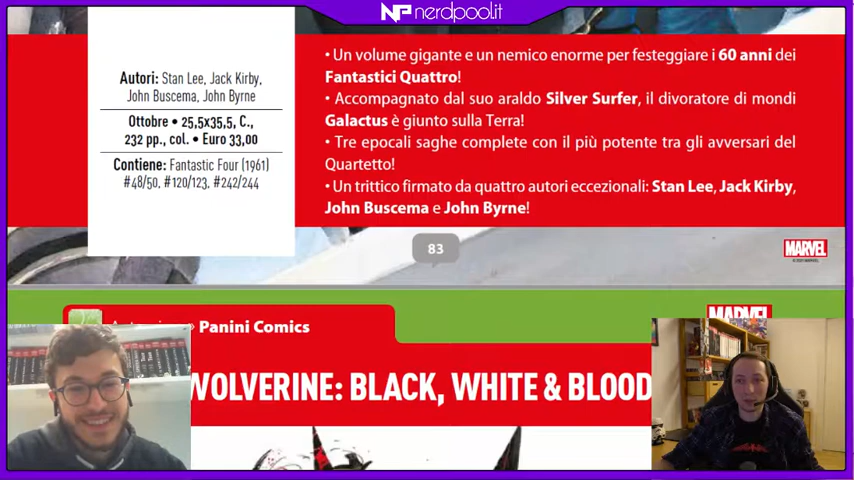 nerdpool.it
Autori: Stan Lee, Jack Kirby,
John Buscema, John Byrne
Ottobre • 25,5x35,5, C.,
232 pp., col. • Euro 33,00
Contiene: Fantastic Four (1961)
#48/50, #120/123, #242/244
• Un volume gigante e un nemico enorme per festeggiare i 60 anni dei
Fantastici Quattro!
• Accompagnato dal suo araldo Silver Surfer, il divoratore di mondi
Galactus è giunto sulla Terra!
• Tre epocali saghe complete con il più potente tra gli avversari del
Quartetto!
• Un trittico firmato da quattro autori eccezionali: Stan Lee, Jack Kirby,
John Buscema e John Byrne!
83
MARVEL
Panini Comics
MARVEL
WOLVERINE: BLACK, WHITE & BLOOD